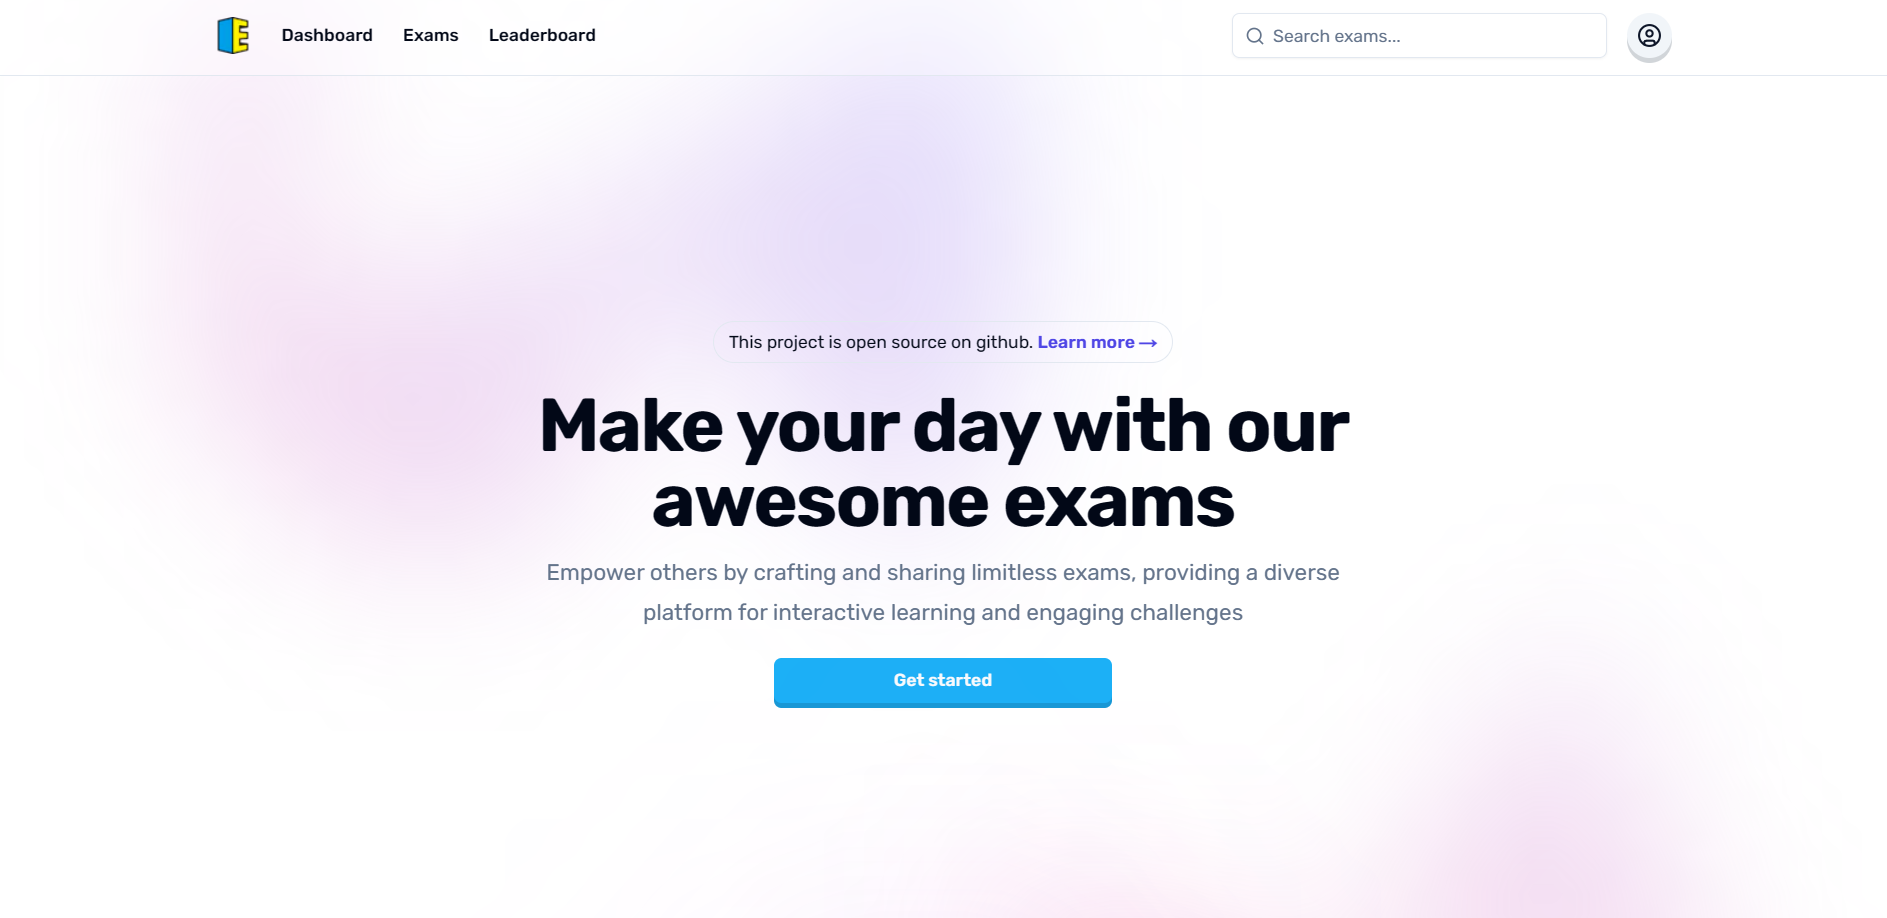 Dashboard Exams Leaderboard Search exams...
This project is open source on github. Learn more →
Make your day with our
awesome exams
Empower others by crafting and sharing limitless exams, providing a diverse
platform for interactive learning and engaging challenges
Get started